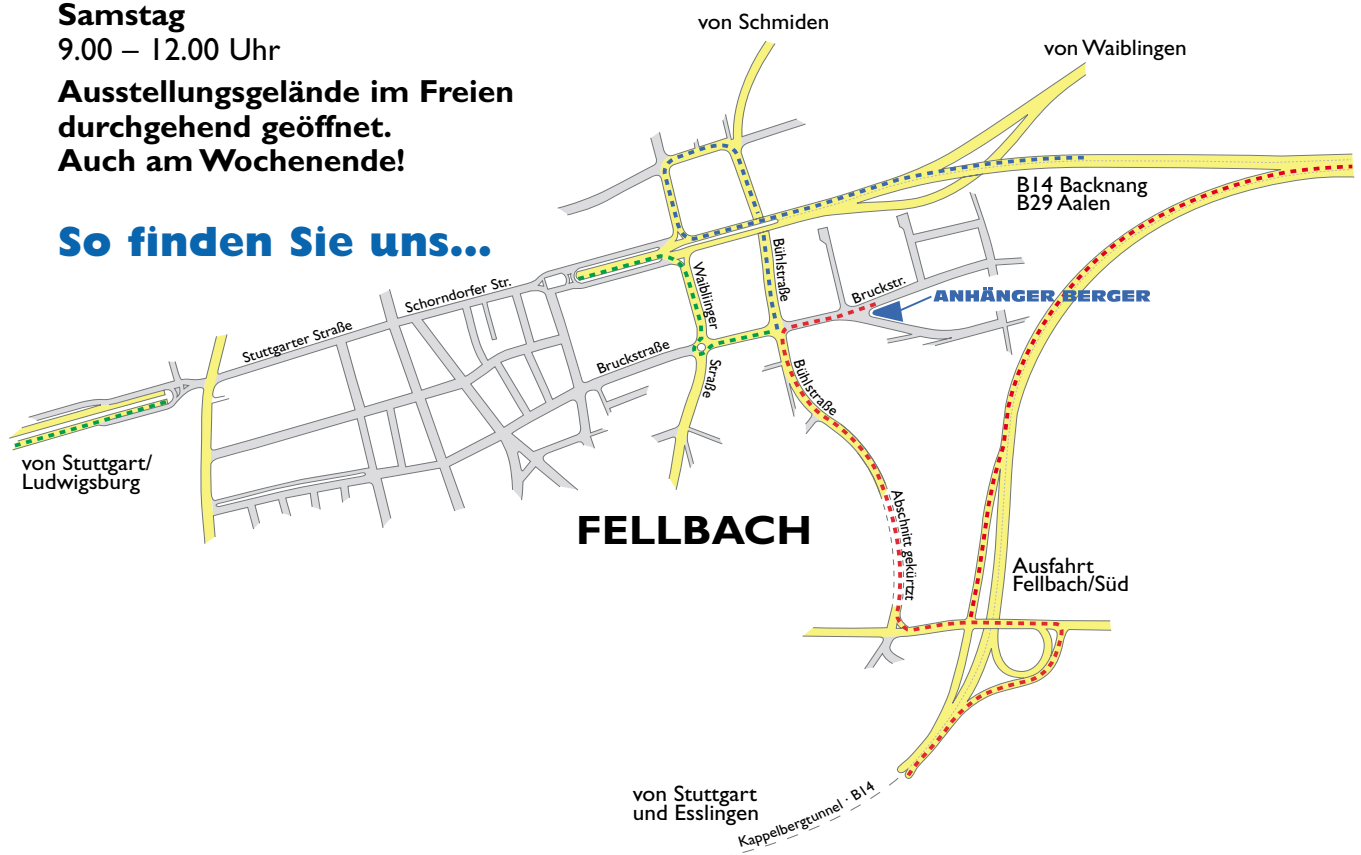 Samstag
9.00 – 12.00 Uhr
Ausstellungsgelände im Freien
durchgehend geöffnet.
Auch am Wochenende!
So finden Sie uns...
von Schmiden
von Waiblingen
B14 Backnang
B29 Aalen
Schorndorfer Str.
Stuttgarter Straße
Waiblinger
Straße
Bühlstraße
Bruckstr.
ANHÄNGER BERGER
Bruckstraße
Bühlstraße
von Stuttgart/
Ludwigsburg
FELLBACH
Abschnitt gekürtzt
Ausfahrt
Fellbach/Süd
von Stuttgart
und Esslingen
Kappelbergtunnel · B14